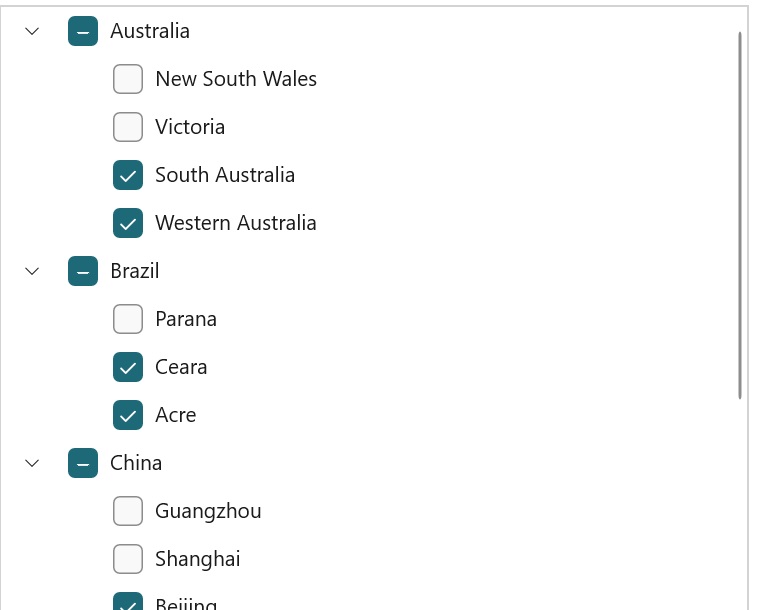 Australia
New South Wales
Victoria
South Australia
Western Australia
Brazil
Parana
Ceara
Acre
China
Guangzhou
Shanghai
Beijing